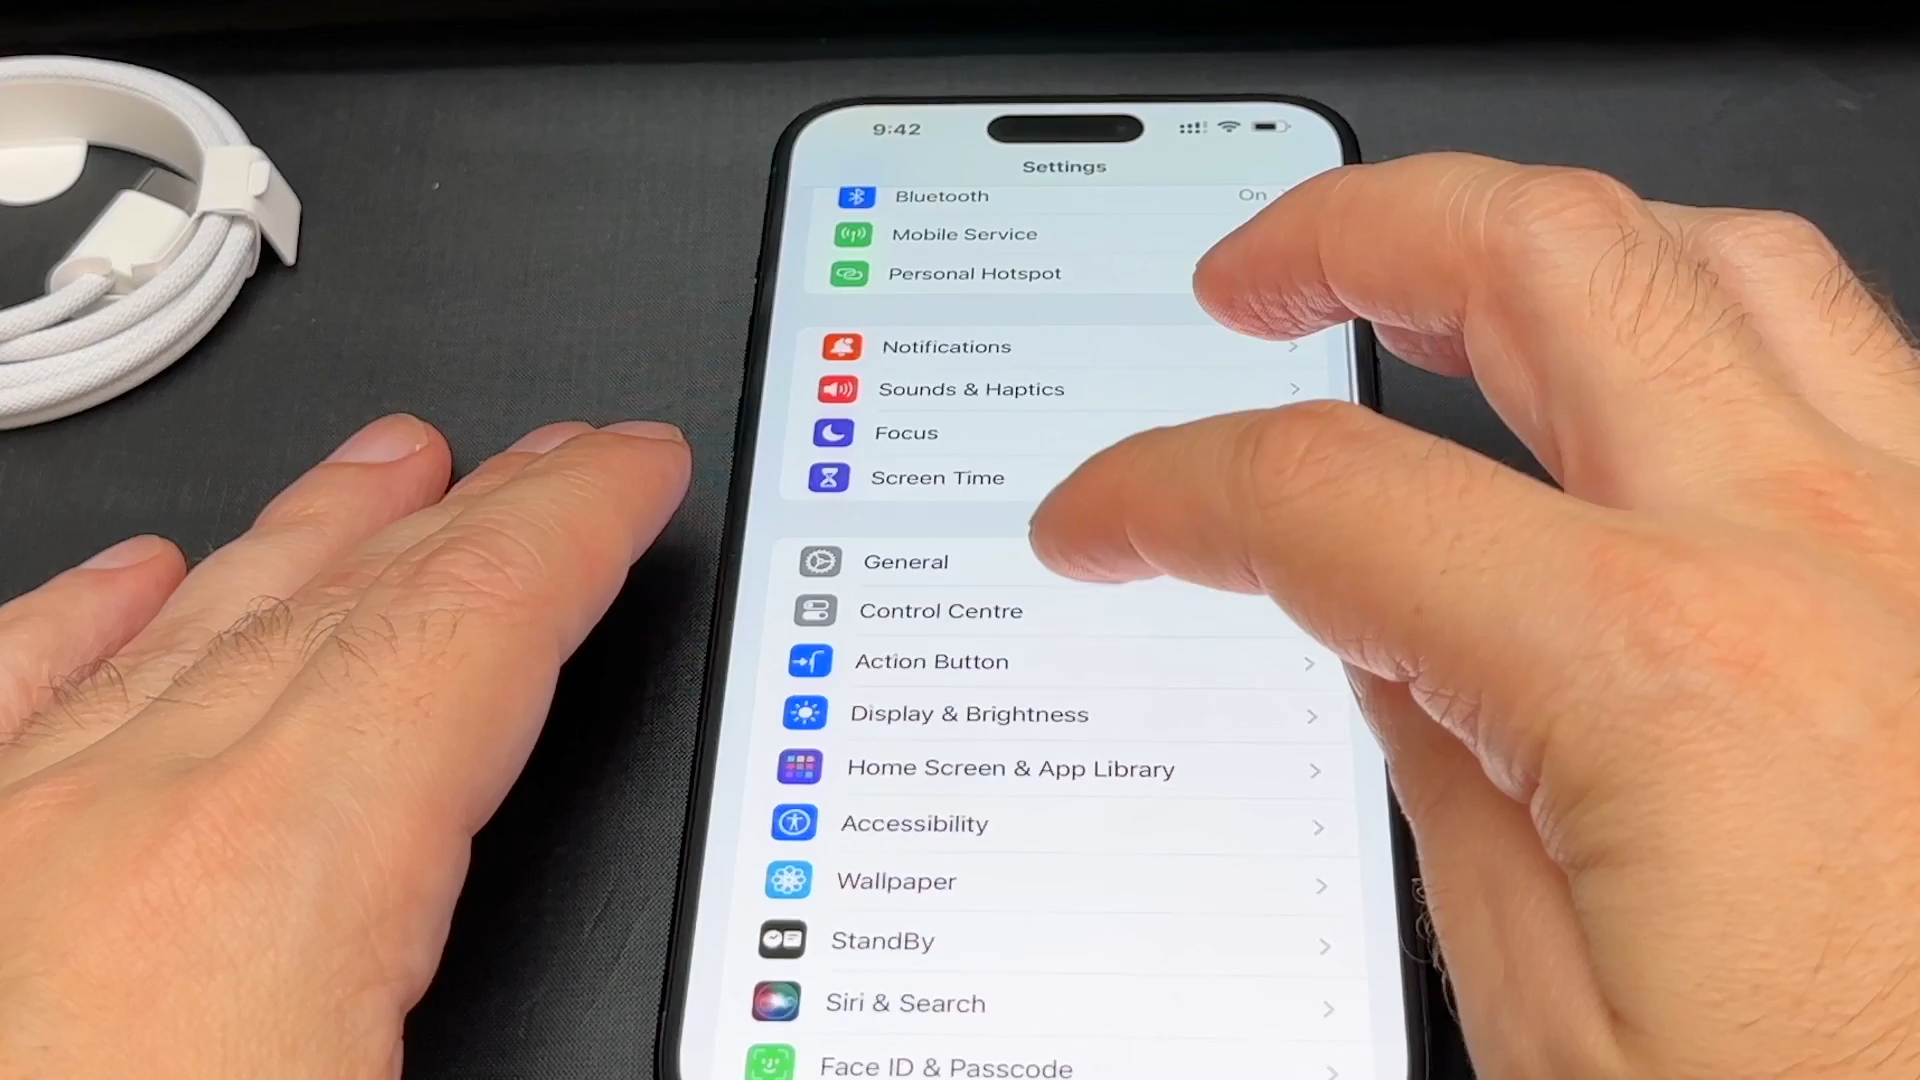 9:42
Settings
Bluetooth On
Mobile Service
Personal Hotspot
Notifications
Sounds & Haptics
Focus
Screen Time
General
Control Centre
Action Button
Display & Brightness
Home Screen & App Library
Accessibility
Wallpaper
StandBy
Siri & Search
Face ID & Passcode